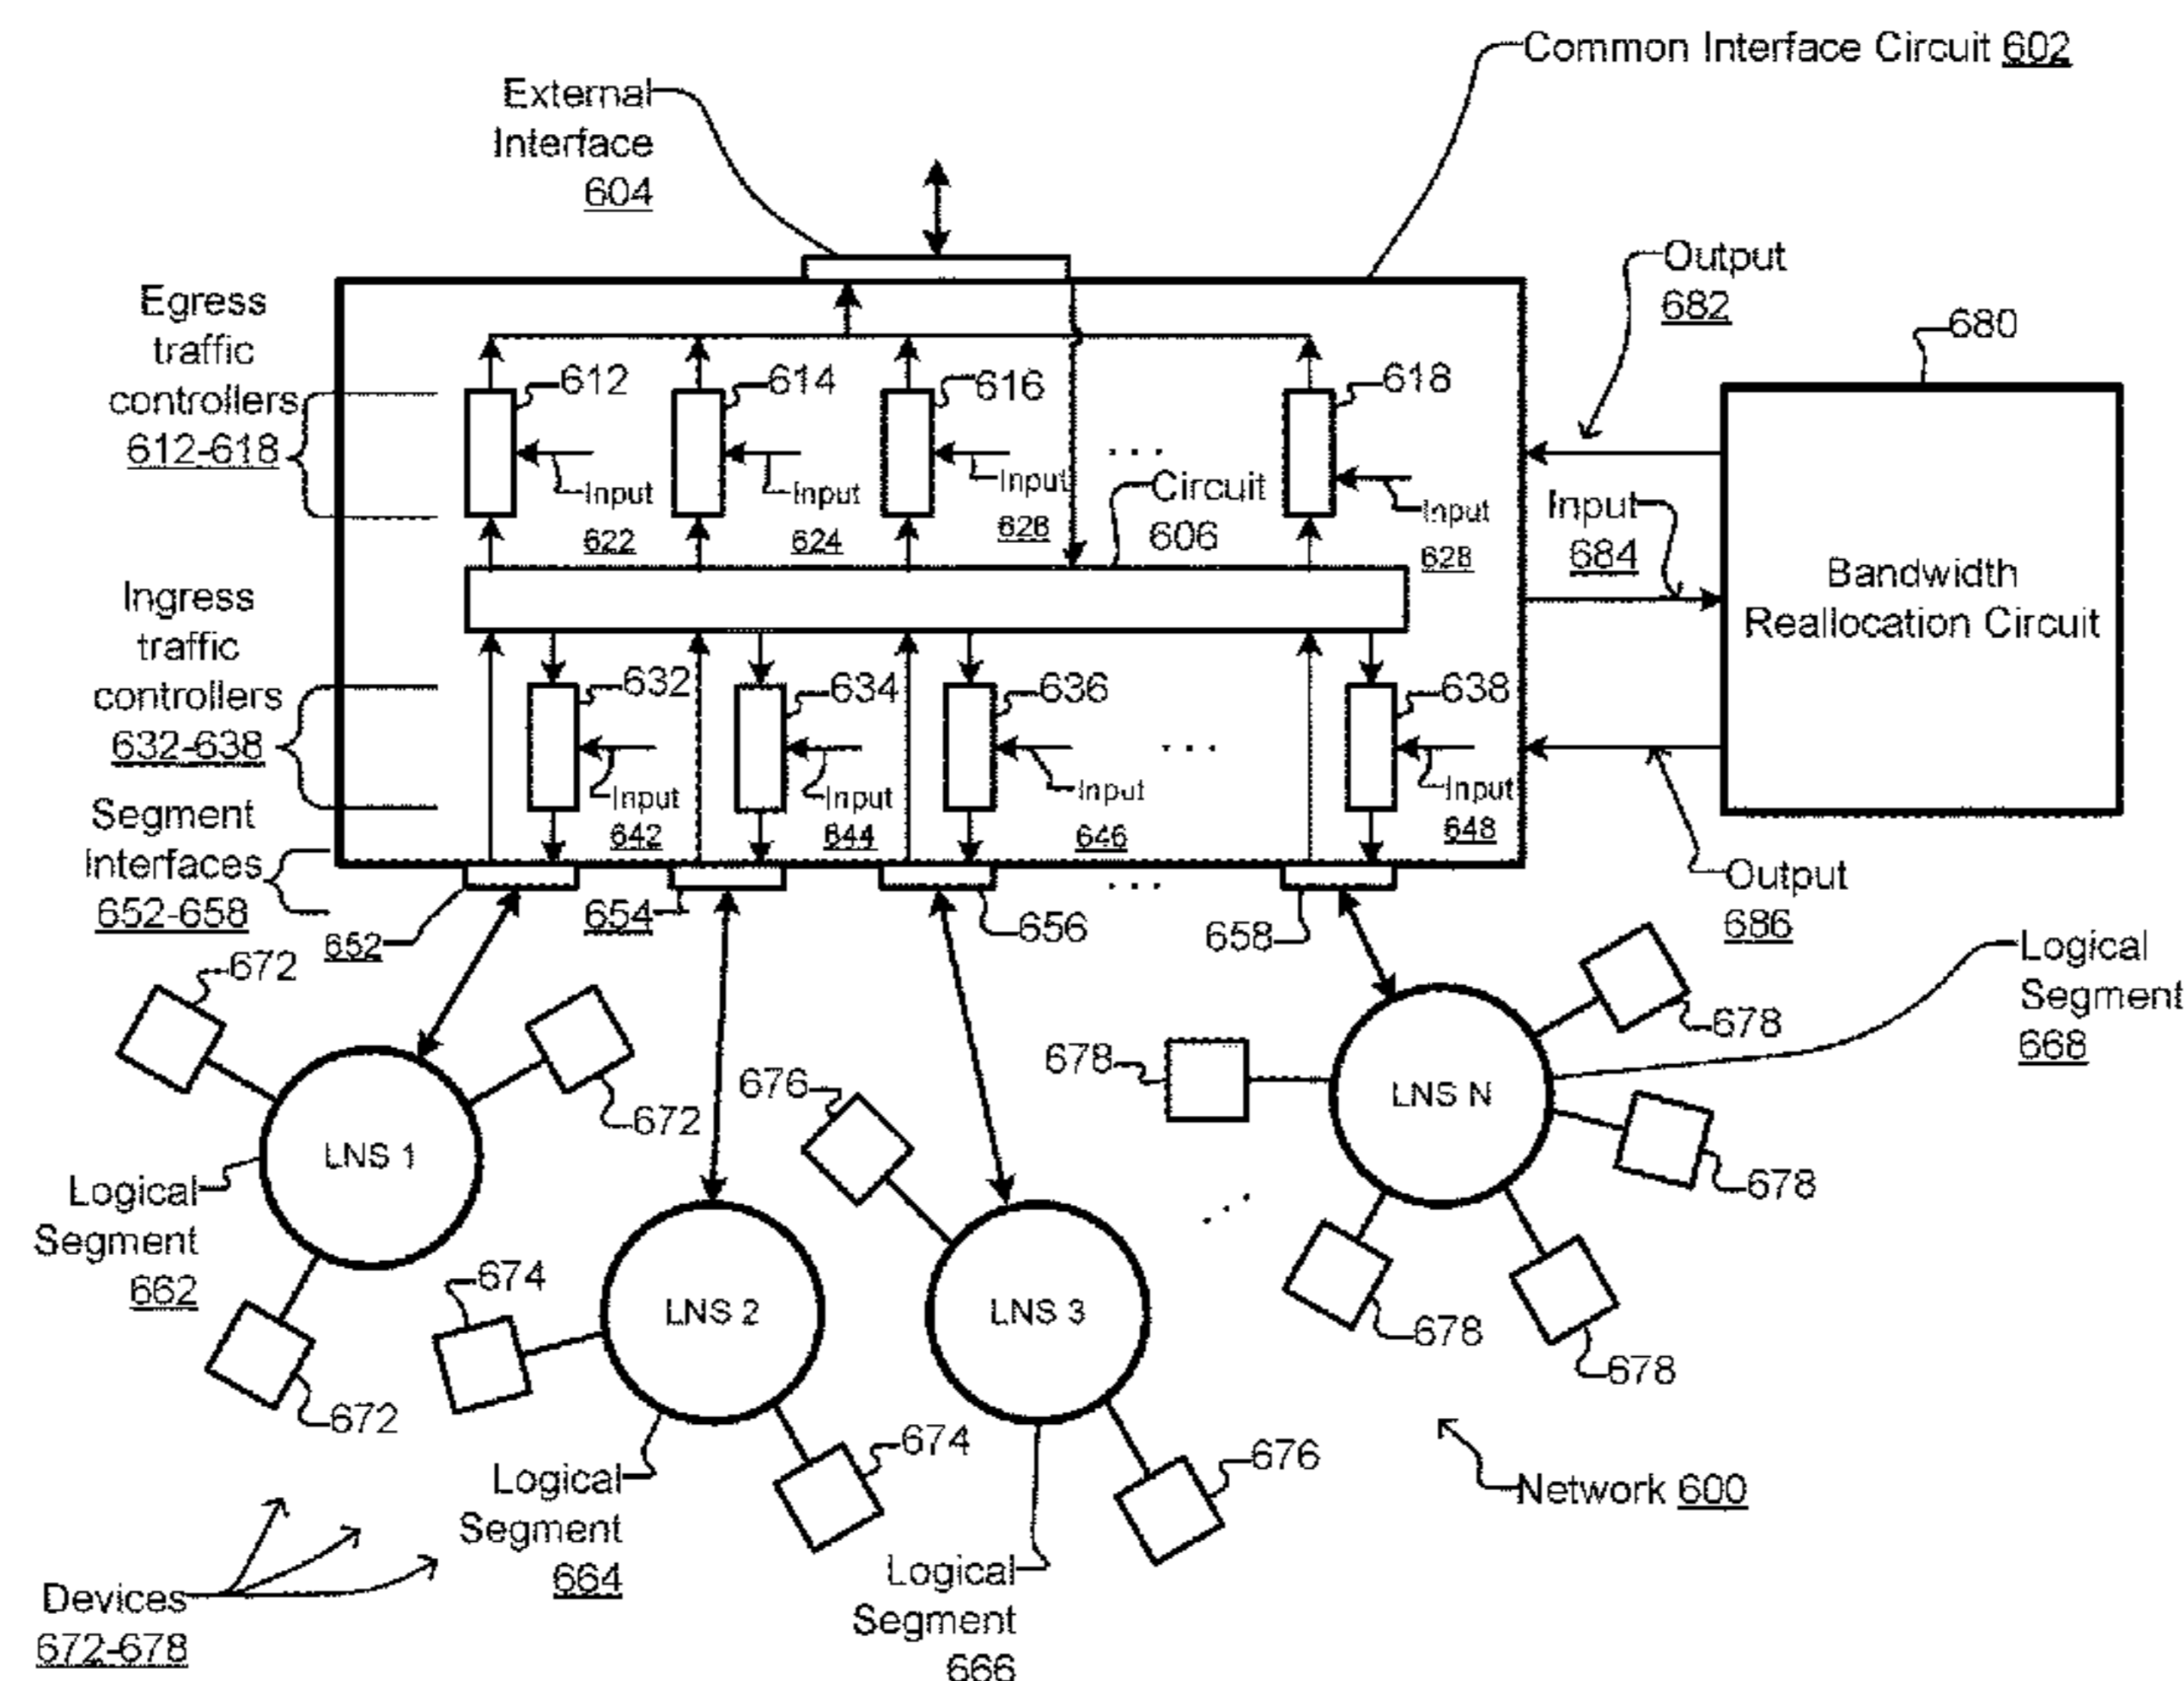 Common Interface Circuit 602
External
Interface
604
Output
682
680
Egress
traffic
controllers
612-618
612
614
616
618
Input
622
Input
624
Input
626
Input
628
. . .
Circuit
606
Input
684
Bandwidth
Reallocation Circuit
Ingress
traffic
controllers
632-638
632
634
636
638
Input
642
Input
644
Input
646
Input
648
. . .
Segment
Interfaces
652-658
652
654
656
. . .
658
Output
686
Logical
Segment
668
672
672
672
LNS 1
Logical
Segment
662
674
LNS 2
674
Logical
Segment
664
676
LNS 3
676
Logical
Segment
666
. . .
678
LNS N
678
678
678
678
Network 600
Devices
672-678